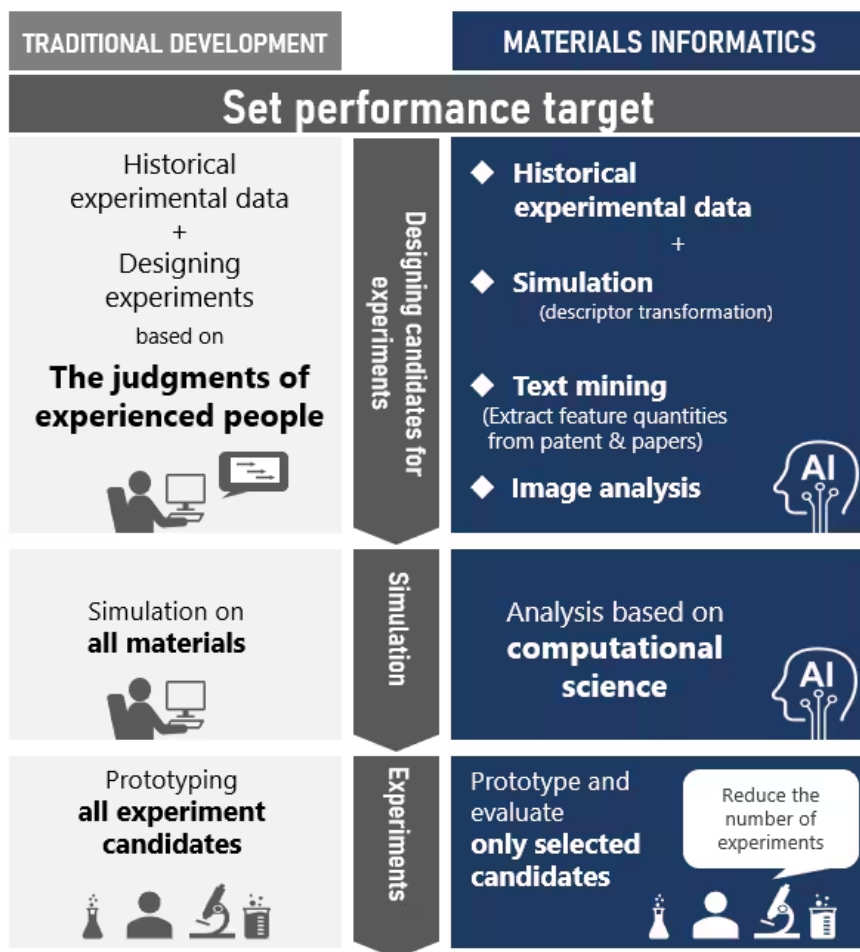 TRADITIONAL DEVELOPMENT
MATERIALS INFORMATICS
Set performance target
Historical
experimental data
+
Designing
experiments
based on
The judgments of
experienced people
Designing candidates for
experiments
◆ Historical
experimental data
+
◆ Simulation
(descriptor transformation)
◆ Text mining
(Extract feature quantities
from patent & papers)
◆ Image analysis
AI
Simulation on
all materials
Simulation
Analysis based on
computational
science
AI
Prototyping
all experiment
candidates
Experiments
Prototype and
evaluate
only selected
candidates
Reduce the
number of
experiments